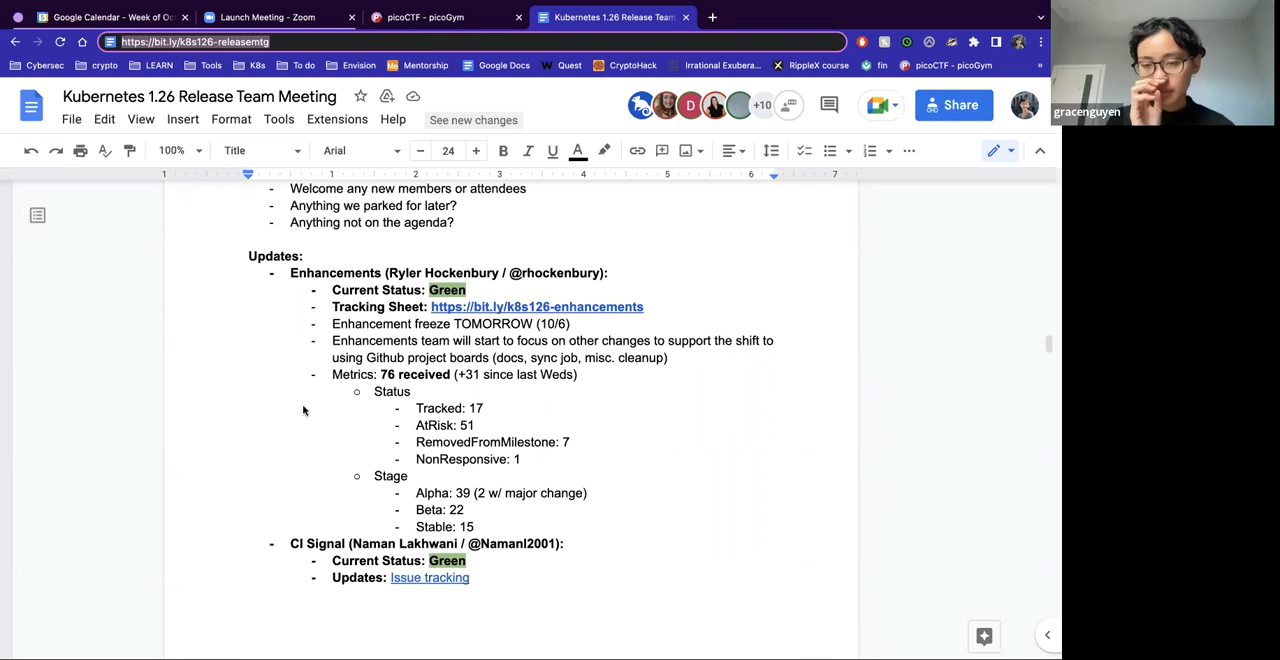 Google Calendar - Week of Oc
Launch Meeting - Zoom
picoCTF - picoGym
Kubernetes 1.26 Release Team
https://bit.ly/k8s126-releasemtg
Cybersec
crypto
LEARN
Tools
K8s
To do
Envision
Mentorship
Google Docs
Quest
CryptoHack
Irrational Exubera...
RippleX course
fin
picoCTF - picoGym
gracenguyen
Kubernetes 1.26 Release Team Meeting
D
+10
Share
File Edit View Insert Format Tools Extensions Help See new changes
100% Title Arial 24 B I U A
1 1 2 3 4 5 6 7
- Welcome any new members or attendees
- Anything we parked for later?
- Anything not on the agenda?
Updates:
- Enhancements (Ryler Hockenbury / @rhockenbury):
- Current Status: Green
- Tracking Sheet: https://bit.ly/k8s126-enhancements
- Enhancement freeze TOMORROW (10/6)
- Enhancements team will start to focus on other changes to support the shift to
using Github project boards (docs, sync job, misc. cleanup)
- Metrics: 76 received (+31 since last Weds)
○ Status
- Tracked: 17
- AtRisk: 51
- RemovedFromMilestone: 7
- NonResponsive: 1
○ Stage
- Alpha: 39 (2 w/ major change)
- Beta: 22
- Stable: 15
- CI Signal (Naman Lakhwani / @Namanl2001):
- Current Status: Green
- Updates: Issue tracking